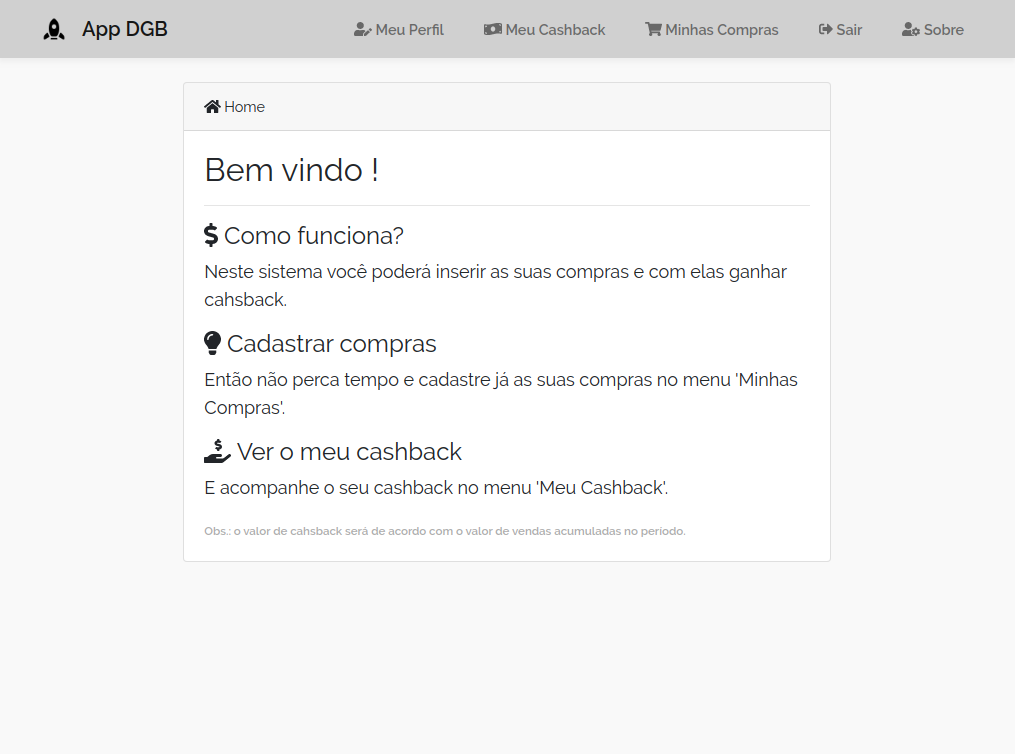 App DGB
Meu Perfil
Meu Cashback
Minhas Compras
Sair
Sobre
Home
Bem vindo !
Como funciona?
Neste sistema você poderá inserir as suas compras e com elas ganhar
cahsback.
Cadastrar compras
Então não perca tempo e cadastre já as suas compras no menu 'Minhas
Compras'.
Ver o meu cashback
E acompanhe o seu cashback no menu 'Meu Cashback'.
Obs.: o valor de cahsback será de acordo com o valor de vendas acumuladas no período.